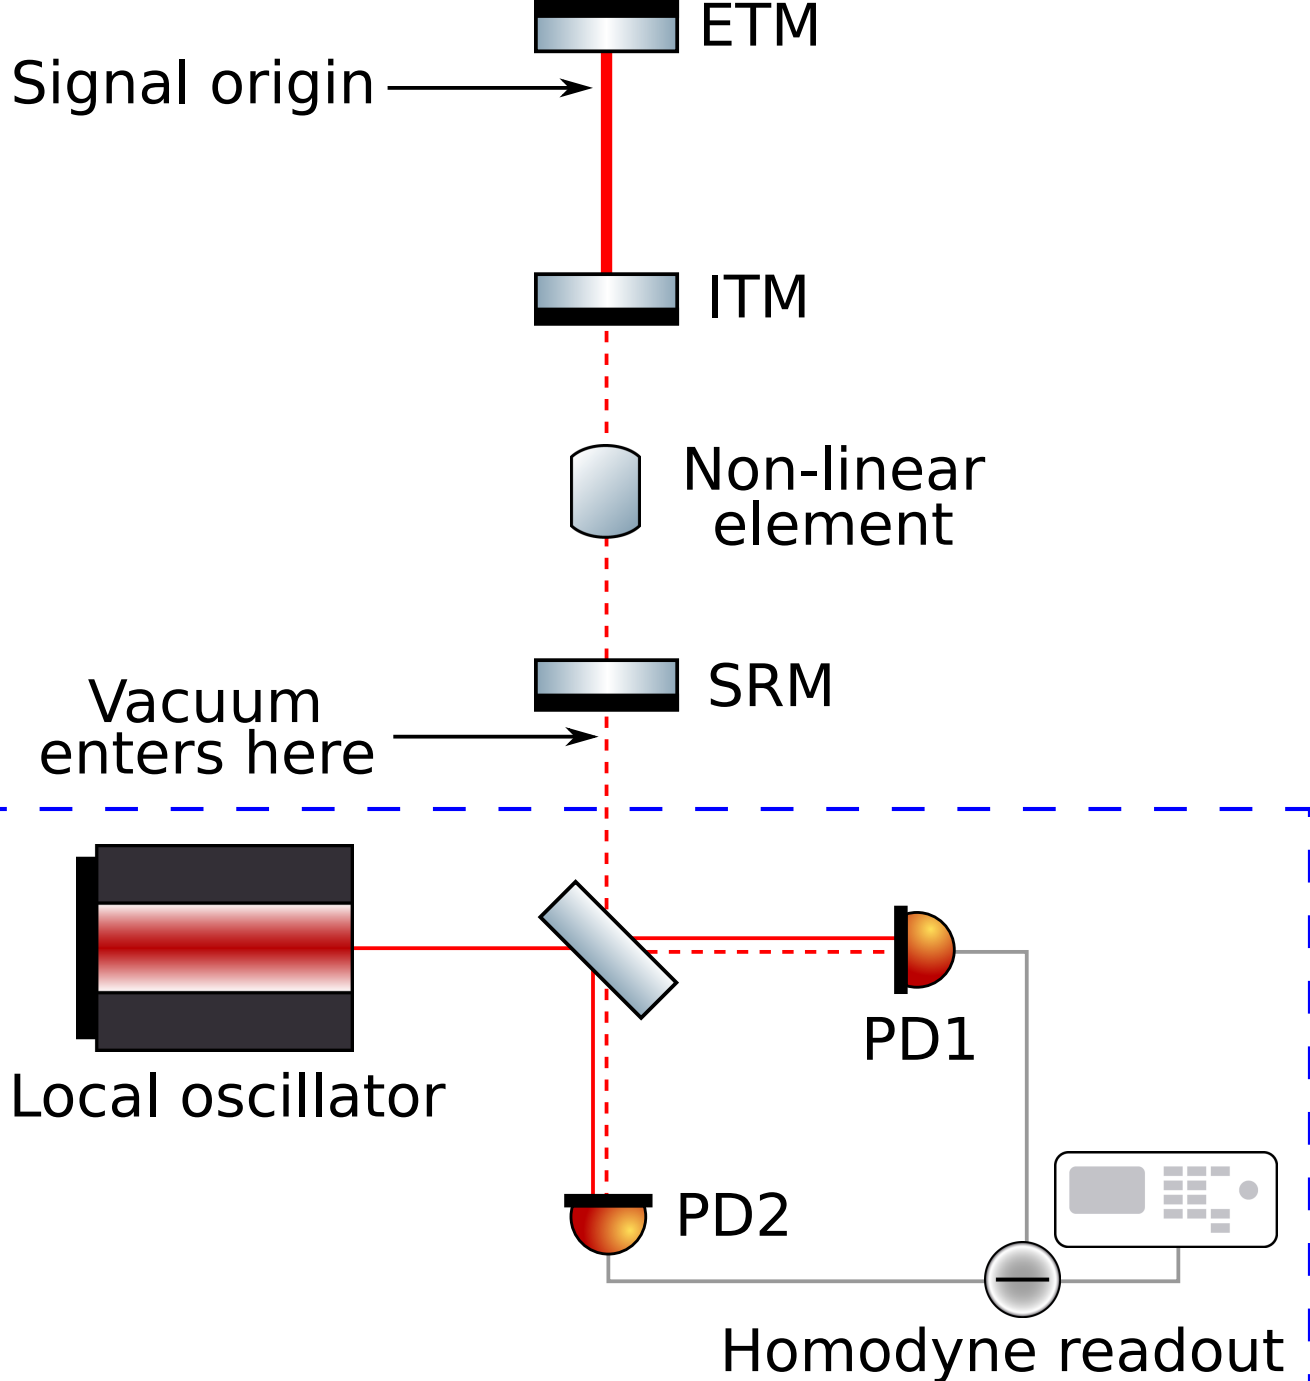 ETM
Signal origin
ITM
Non-linear
element
SRM
Vacuum
enters here
PD1
Local oscillator
PD2
Homodyne readout